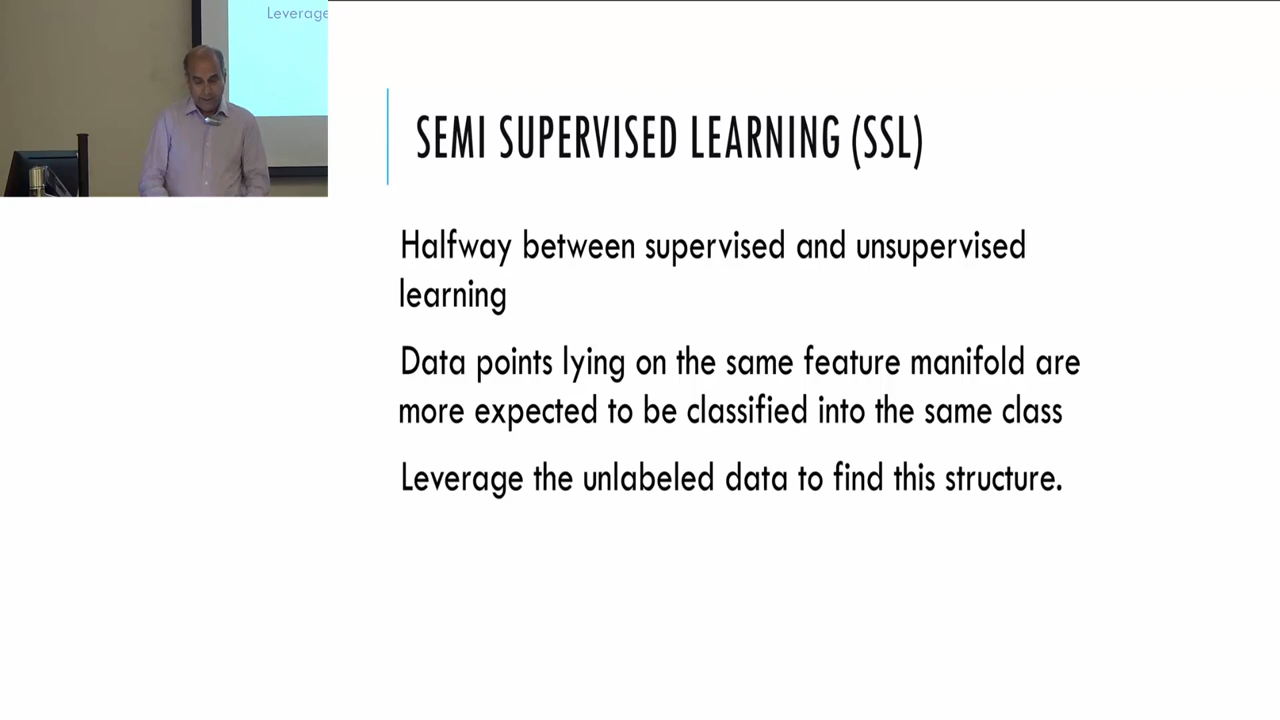 Leverage
SEMI SUPERVISED LEARNING (SSL)
Halfway between supervised and unsupervised
learning
Data points lying on the same feature manifold are
more expected to be classified into the same class
Leverage the unlabeled data to find this structure.